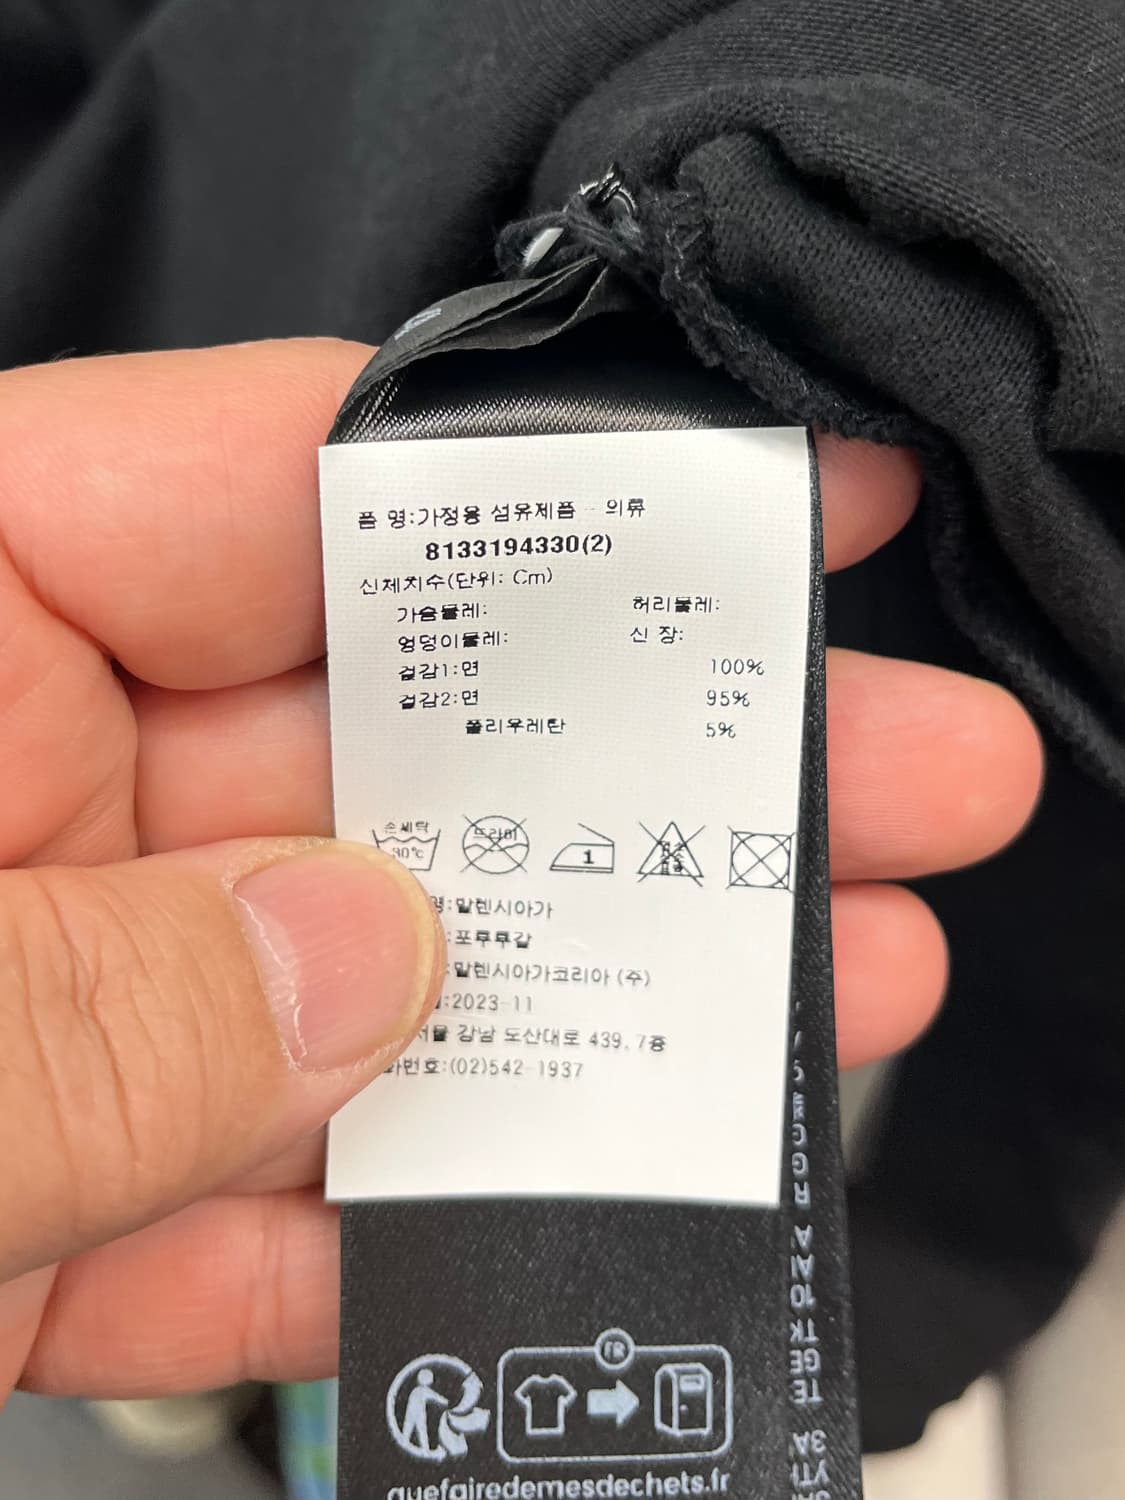 품 명:가정용 섬유제품 - 의류
8133194330(2)
신체치수(단위: Cm)
가슴둘레: 허리둘레:
엉덩이둘레: 신 장:
겉감1:면 100%
겉감2:면 95%
폴리우레탄 5%
손세탁 드라이 1
30℃
명:발렌시아가
:포루투갈
:발렌시아가코리아 (주)
:2023-11
서울 강남 도산대로 439, 7층
화번호:(02)542-1937
FR
quefairedemesdechets.fr